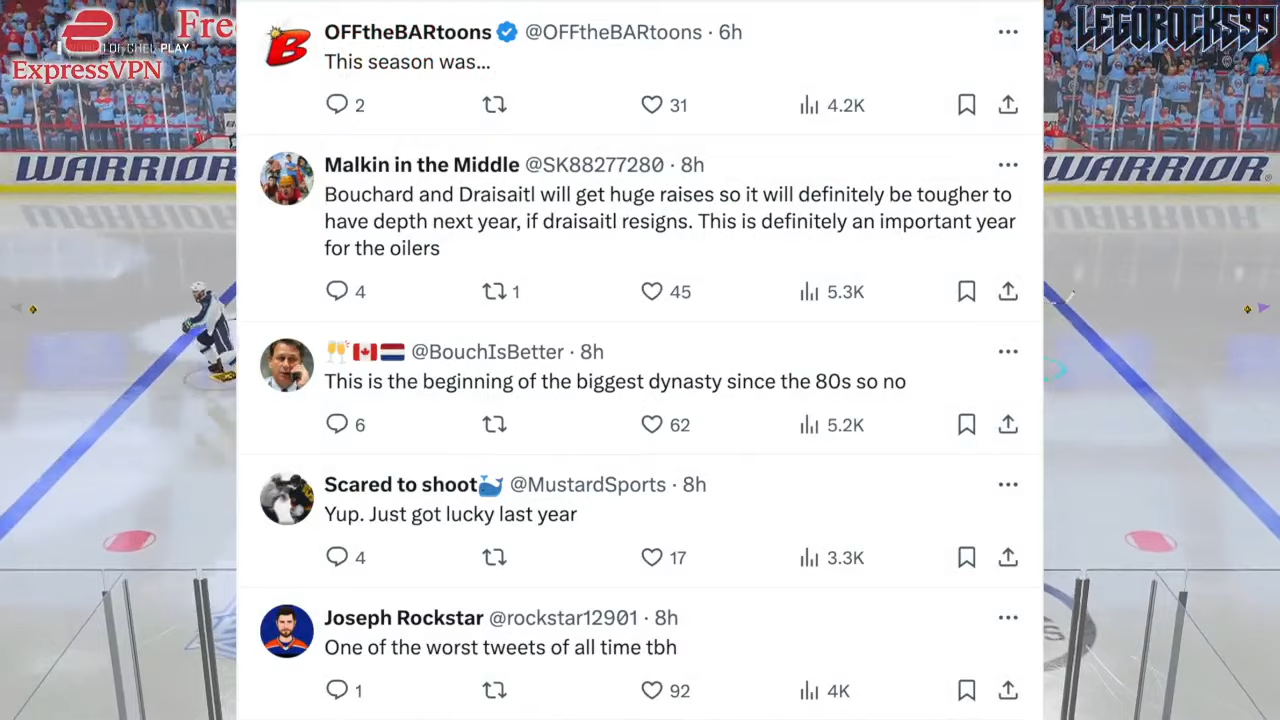 Free
WORLD OF CHEL PLAY
ExpressVPN
LEGOROCKS99
WARRIOR
WARRIOR
OFFtheBARtoons @OFFtheBARtoons · 6h
This season was...
2 31 4.2K
Malkin in the Middle @SK88277280 · 8h
Bouchard and Draisaitl will get huge raises so it will definitely be tougher to
have depth next year, if draisaitl resigns. This is definitely an important year
for the oilers
4 1 45 5.3K
🥂🇨🇦🇳🇱 @BouchIsBetter · 8h
This is the beginning of the biggest dynasty since the 80s so no
6 62 5.2K
Scared to shoot🐳 @MustardSports · 8h
Yup. Just got lucky last year
4 17 3.3K
Joseph Rockstar @rockstar12901 · 8h
One of the worst tweets of all time tbh
1 92 4K